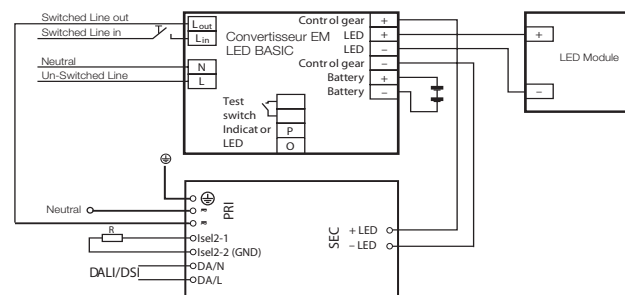 Switched Line out
Switched Line in
Neutral
Un-Switched Line
Lout
Lin
N
L
Convertisseur EM
LED BASIC
Control gear +
LED +
LED –
Control gear –
Battery +
Battery –
Test
switch
Indicator P
LED O
+
–
LED Module
Neutral
R
DALI/DSI
PRI
Isel2-1
Isel2-2 (GND)
DA/N
DA/L
SEC
+ LED
– LED